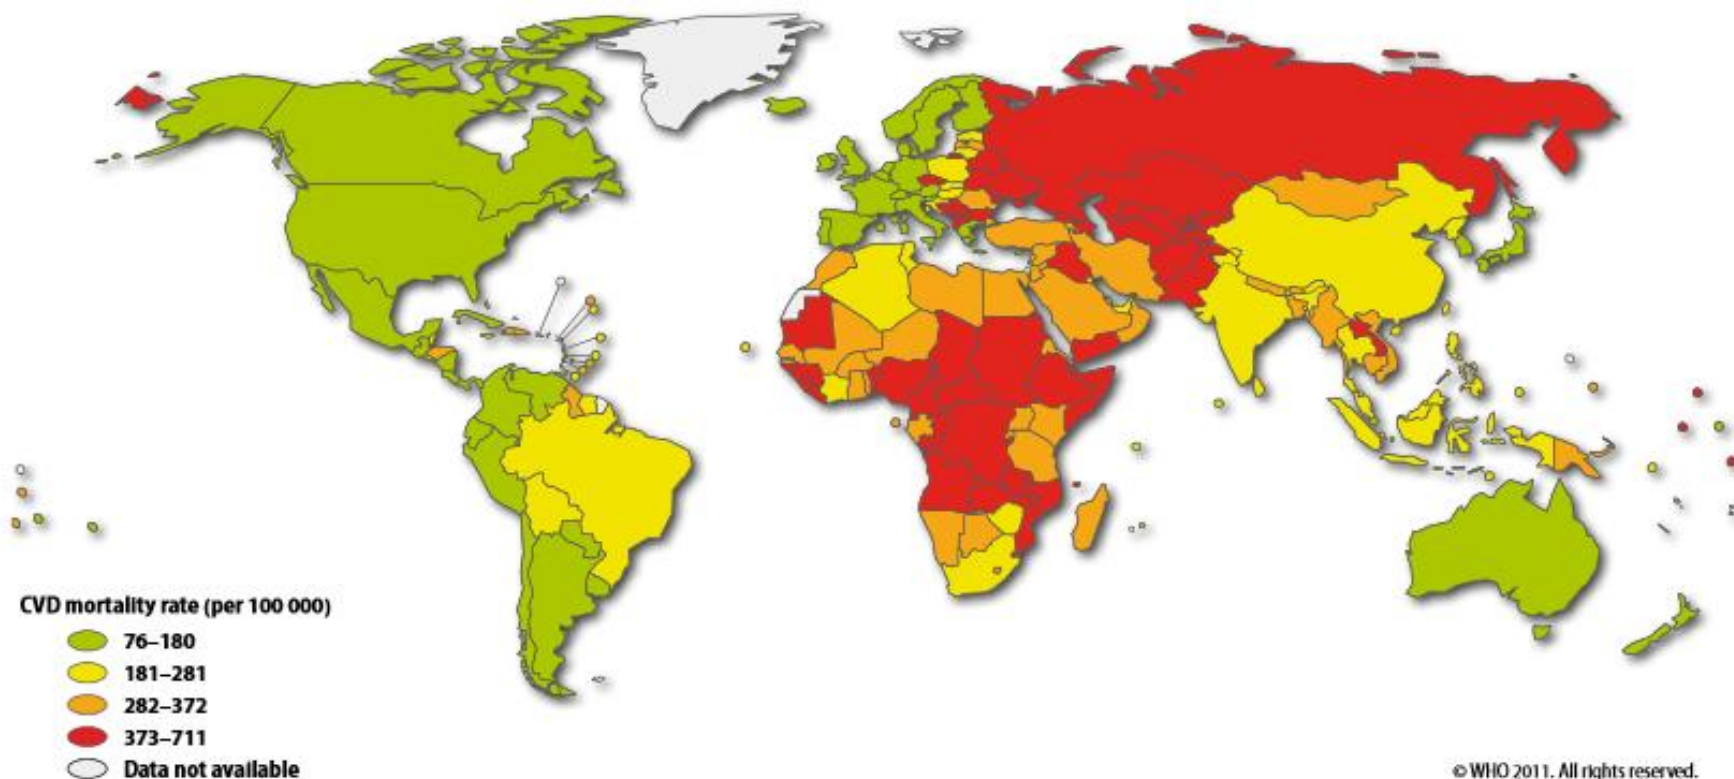 CVD mortality rate (per 100 000)
76–180
181–281
282–372
373–711
Data not available
© WHO 2011. All rights reserved.